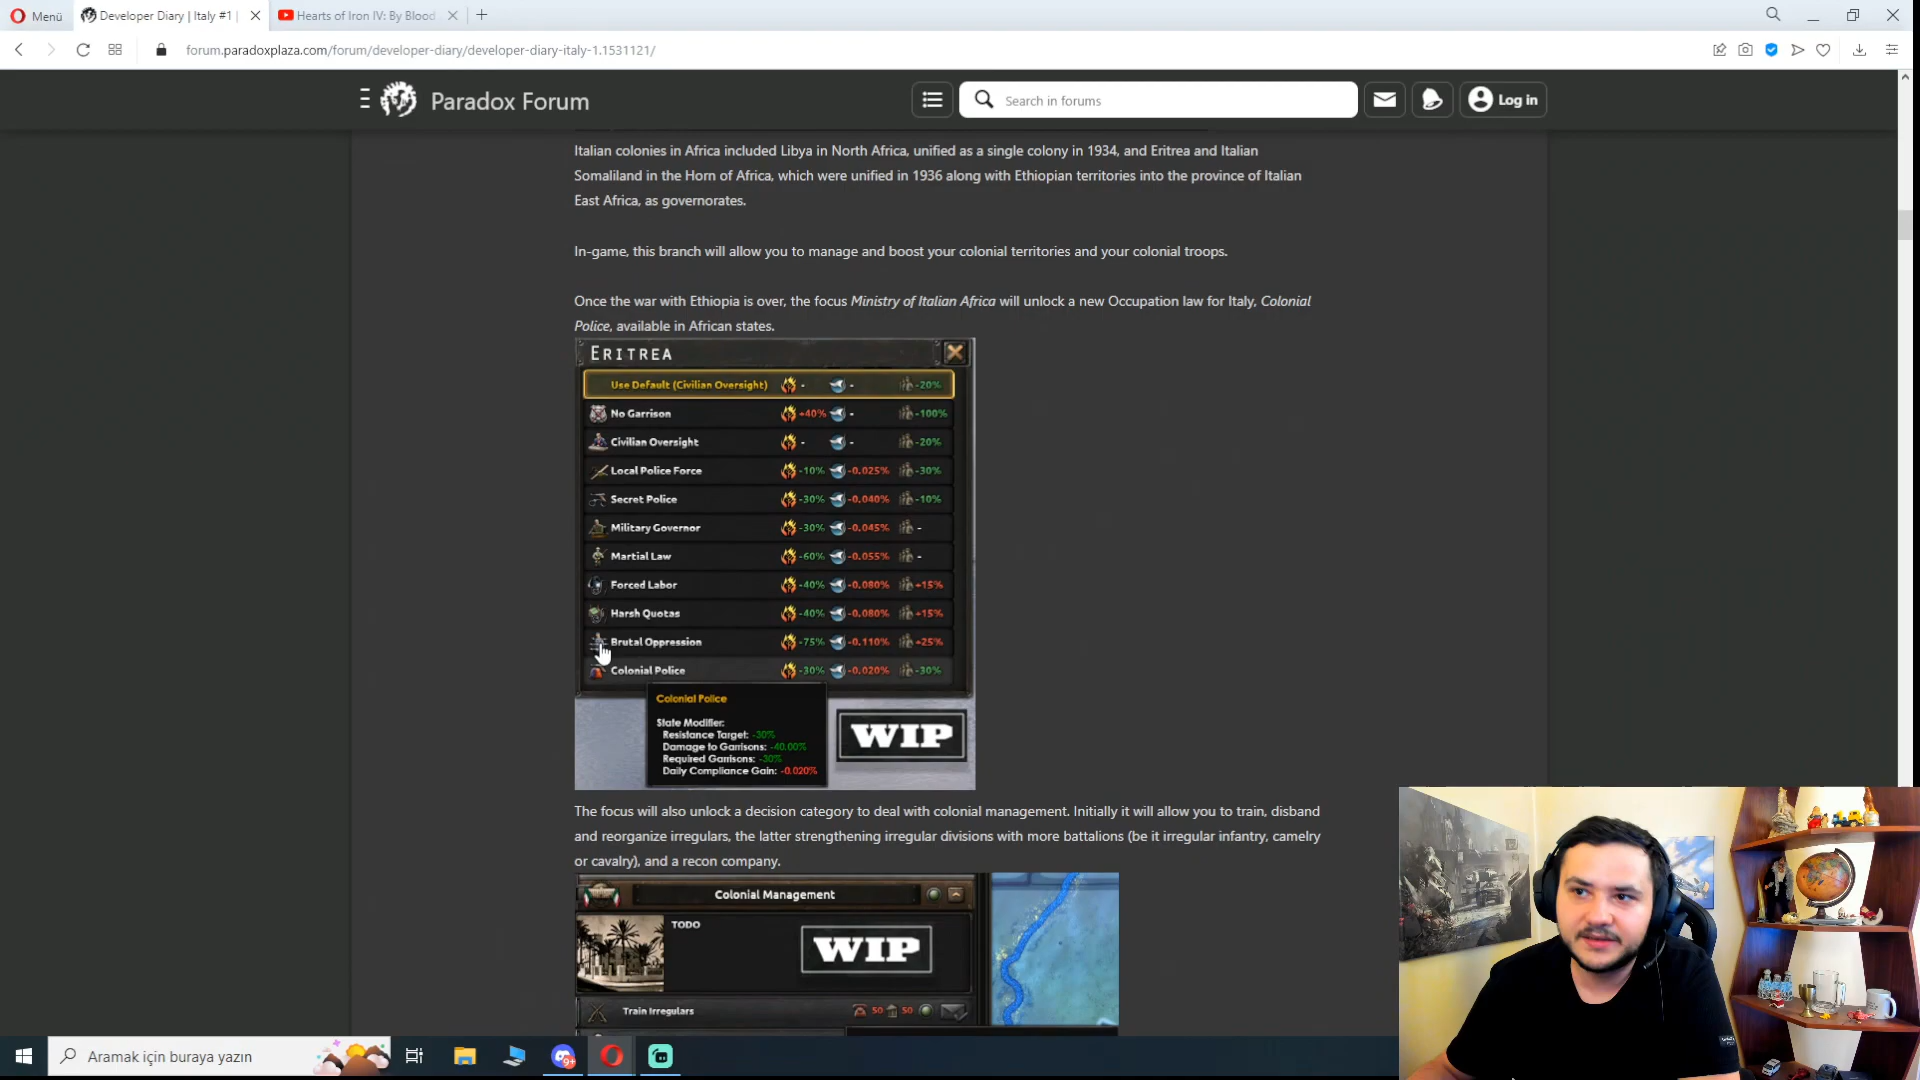 Menü
Developer Diary | Italy #1 |
Hearts of Iron IV: By Blood
forum.paradoxplaza.com/forum/developer-diary/developer-diary-italy-1.1531121/
Paradox Forum
Search in forums
Log in
Italian colonies in Africa included Libya in North Africa, unified as a single colony in 1934, and Eritrea and Italian
Somaliland in the Horn of Africa, which were unified in 1936 along with Ethiopian territories into the province of Italian
East Africa, as governorates.
In-game, this branch will allow you to manage and boost your colonial territories and your colonial troops.
Once the war with Ethiopia is over, the focus Ministry of Italian Africa will unlock a new Occupation law for Italy, Colonial
Police, available in African states.
ERITREA
Use Default (Civilian Oversight) - - -20%
No Garrison +40% - -100%
Civilian Oversight - - -20%
Local Police Force -10% -0.025% -30%
Secret Police -30% -0.040% -10%
Military Governor -30% -0.045% -
Martial Law -60% -0.055% -
Forced Labor -40% -0.080% +15%
Harsh Quotas -40% -0.080% +15%
Brutal Oppression -75% -0.110% +25%
Colonial Police -30% -0.020% -30%
Colonial Police
State Modifier:
Resistance Target: -30%
Damage to Garrisons: -40.00%
Required Garrisons: -30%
Daily Compliance Gain: -0.020%
WIP
The focus will also unlock a decision category to deal with colonial management. Initially it will allow you to train, disband
and reorganize irregulars, the latter strengthening irregular divisions with more battalions (be it irregular infantry, camelry
or cavalry), and a recon company.
Colonial Management
TODO
WIP
Train Irregulars 50 50
Aramak için buraya yazın
9+